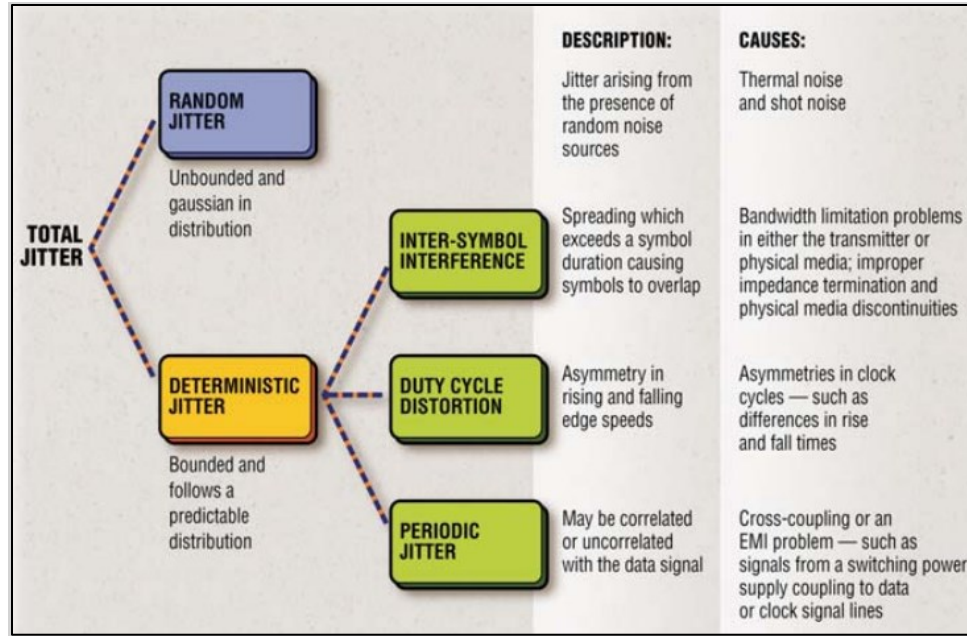 DESCRIPTION:
CAUSES:
RANDOM
JITTER
Jitter arising from
the presence of
random noise
sources
Thermal noise
and shot noise
Unbounded and
gaussian in
distribution
TOTAL
JITTER
INTER-SYMBOL
INTERFERENCE
Spreading which
exceeds a symbol
duration causing
symbols to overlap
Bandwidth limitation problems
in either the transmitter or
physical media; improper
impedance termination and
physical media discontinuities
DETERMINISTIC
JITTER
Bounded and
follows a
predictable
distribution
DUTY CYCLE
DISTORTION
Asymmetry in
rising and falling
edge speeds
Asymmetries in clock
cycles — such as
differences in rise
and fall times
PERIODIC
JITTER
May be correlated
or uncorrelated
with the data signal
Cross-coupling or an
EMI problem — such as
signals from a switching power
supply coupling to data
or clock signal lines